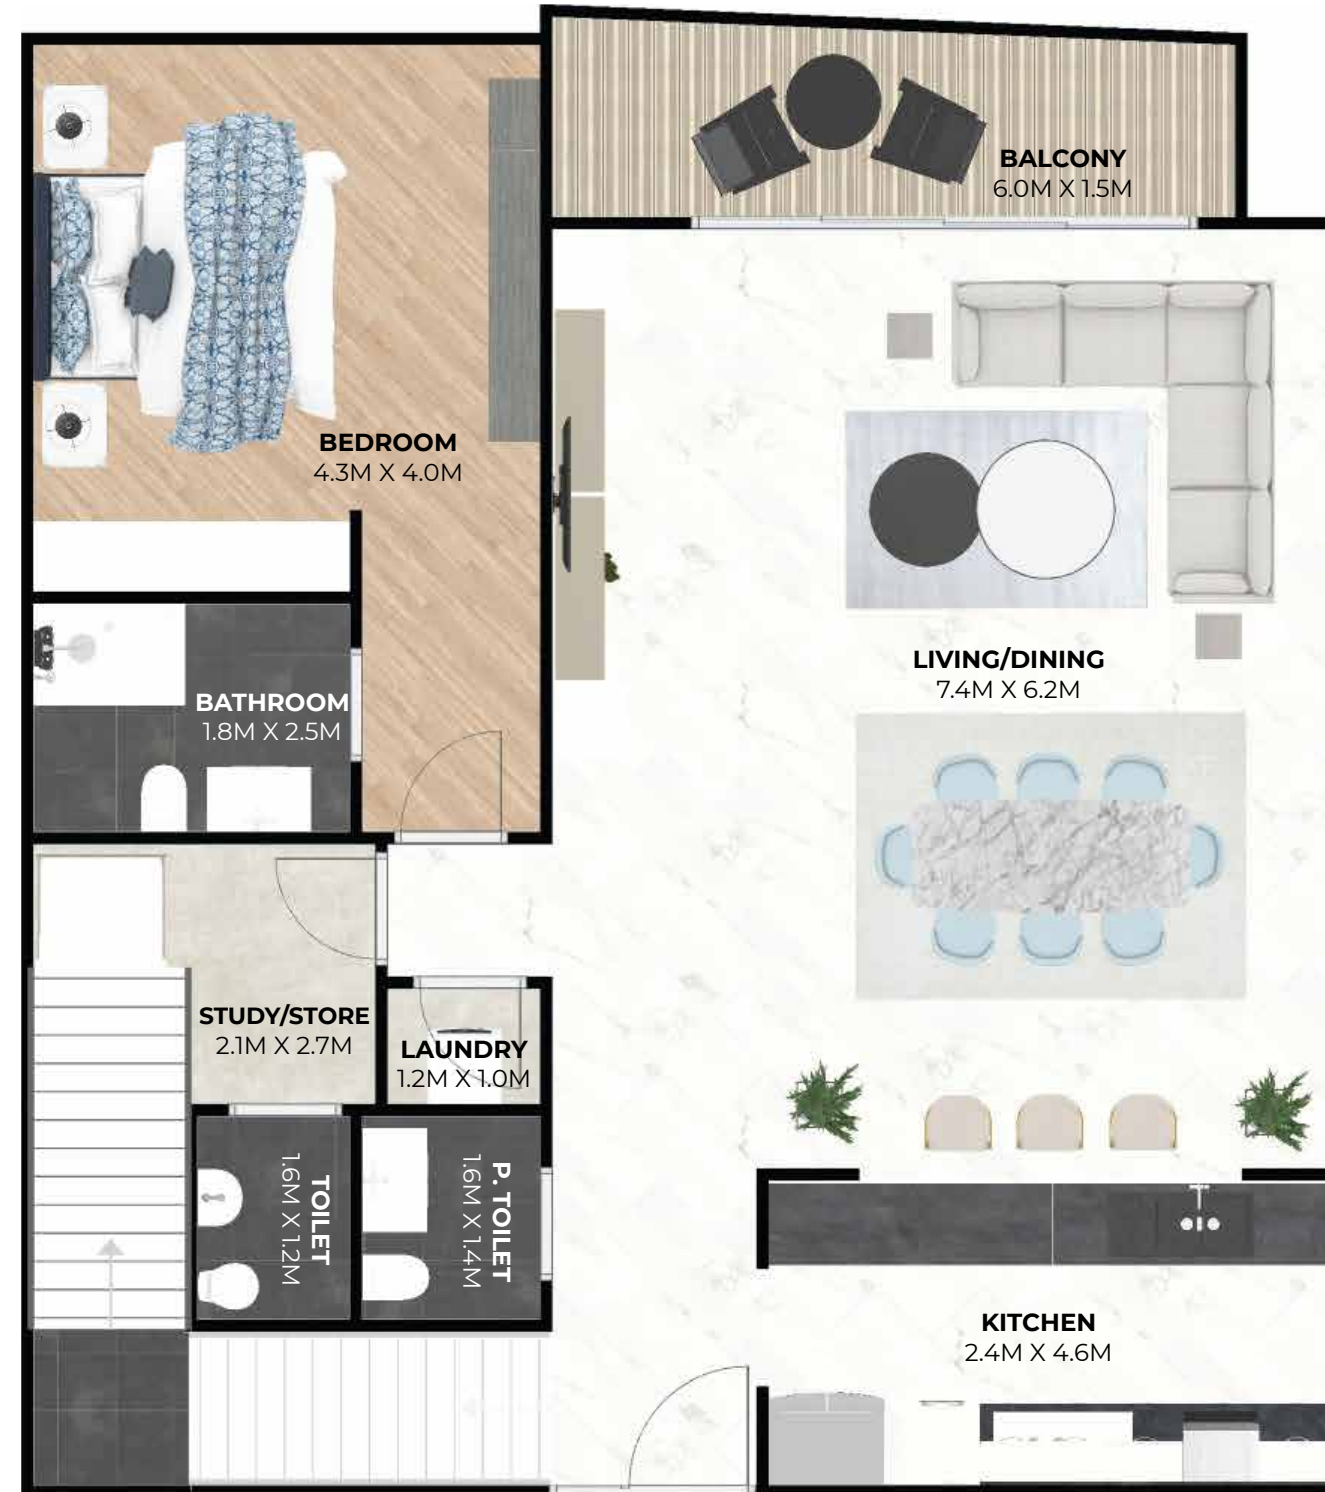 BALCONY
6.0M X 1.5M
BEDROOM
4.3M X 4.0M
LIVING/DINING
7.4M X 6.2M
BATHROOM
1.8M X 2.5M
STUDY/STORE
2.1M X 2.7M
LAUNDRY
1.2M X 1.0M
TOILET
1.6M X 1.2M
P. TOILET
1.6M X 1.4M
KITCHEN
2.4M X 4.6M